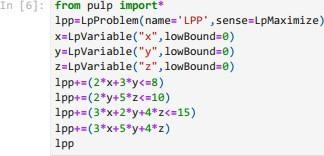 In [6]: from pulp import*
lpp=LpProblem(name='LPP',sense=LpMaximize)
x=LpVariable("x",lowBound=0)
y=LpVariable("y",lowBound=0)
z=LpVariable("z",lowBound=0)
lpp+=(2*x+3*y<=8)
lpp+=(2*y+5*z<=10)
lpp+=(3*x+2*y+4*z<=15)
lpp+=(3*x+5*y+4*z)
lpp